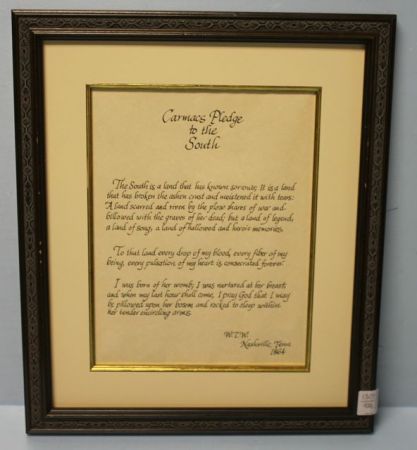 Carmacs Pledge
to the
South
The South is a land that has known sorrows; It is a land
that has broken the ashen crust and moistened it with tears:
A land scarred and riven by the plow shares of war and
billowed with the graves of her dead; but a land of legend,
a land of song, a land of hallowed and heroic memories.
To that land every drop of my blood, every fiber of my
being, every pulsation of my heart is consecrated forever.
I was born of her womb; I was nurtured at her breast;
and when my last hour shall come, I pray God that I may
be pillowed upon her bosom and rocked to sleep within
her tender encircling arms.
W.T.W.
Nashville, Tenn
1864